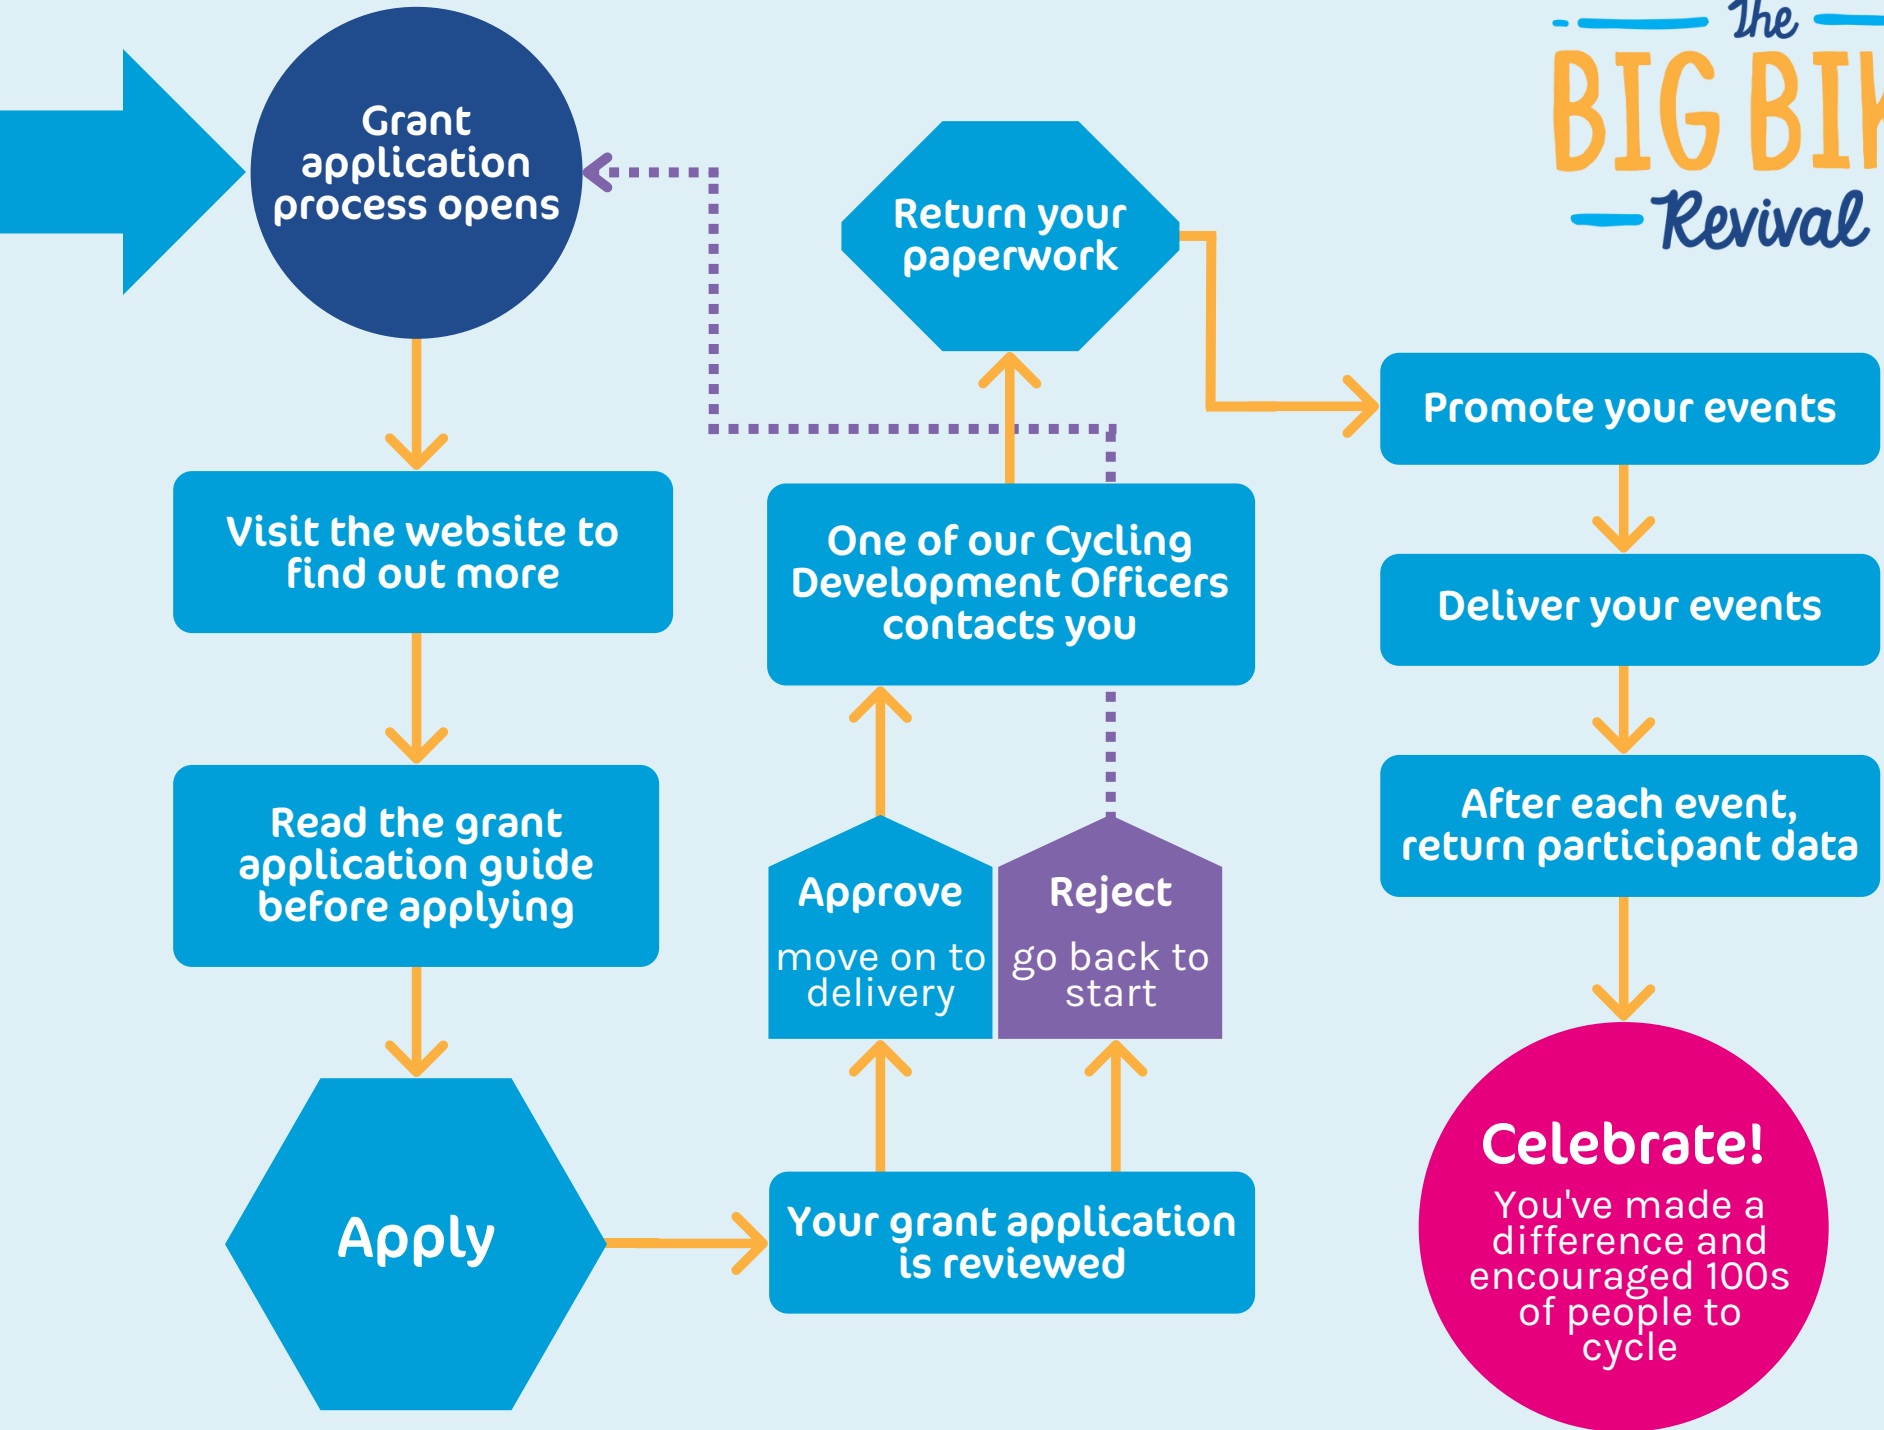 The
BIG BIK
Revival
Grant
application
process opens
Visit the website to
find out more
Read the grant
application guide
before applying
Apply
Your grant application
is reviewed
Approve
move on to
delivery
Reject
go back to
start
One of our Cycling
Development Officers
contacts you
Return your
paperwork
Promote your events
Deliver your events
After each event,
return participant data
Celebrate!
You've made a
difference and
encouraged 100s
of people to
cycle